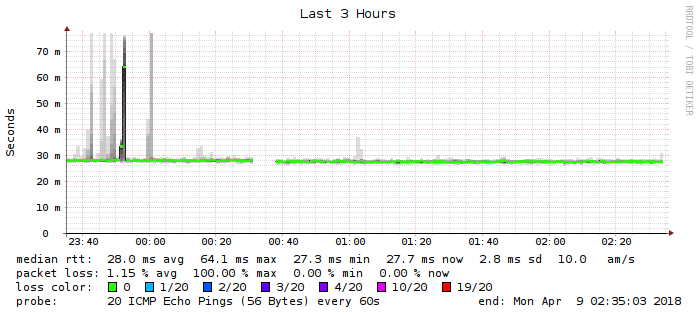 Last 3 Hours
RRDTOOL / TOBI OETIKER
Seconds
70 m
60 m
50 m
40 m
30 m
20 m
10 m
0
23:40 00:00 00:20 00:40 01:00 01:20 01:40 02:00 02:20
median rtt: 28.0 ms avg 64.1 ms max 27.3 ms min 27.7 ms now 2.8 ms sd 10.0 am/s
packet loss: 1.15 % avg 100.00 % max 0.00 % min 0.00 % now
loss color: 0 1/20 2/20 3/20 4/20 10/20 19/20
probe: 20 ICMP Echo Pings (56 Bytes) every 60s end: Mon Apr 9 02:35:03 2018